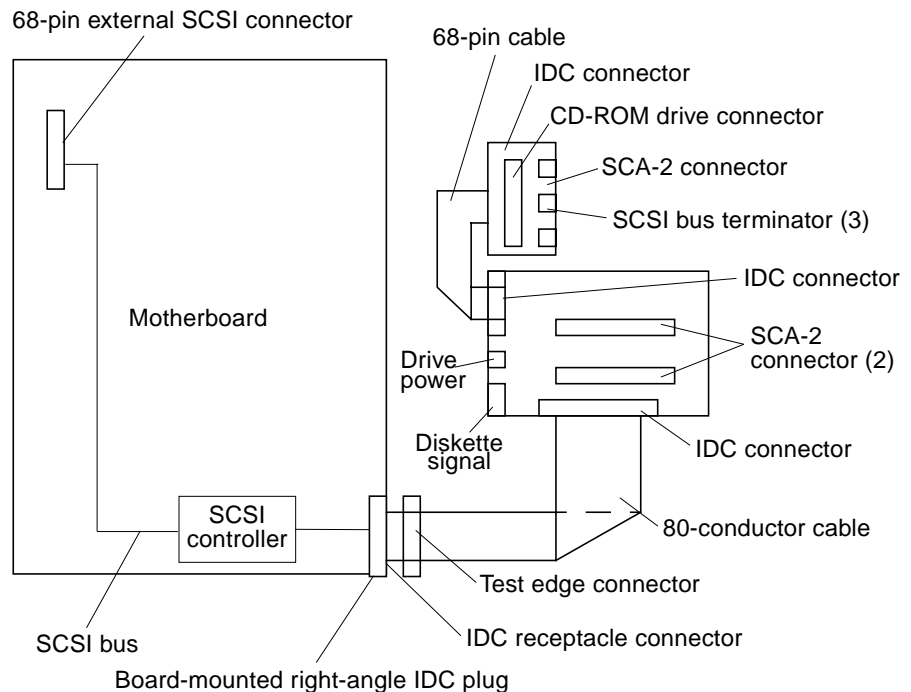 68-pin external SCSI connector
68-pin cable
IDC connector
CD-ROM drive connector
SCA-2 connector
SCSI bus terminator (3)
IDC connector
Motherboard
SCA-2
connector (2)
Drive
power
Diskette
signal
IDC connector
SCSI
controller
80-conductor cable
Test edge connector
SCSI bus
IDC receptacle connector
Board-mounted right-angle IDC plug